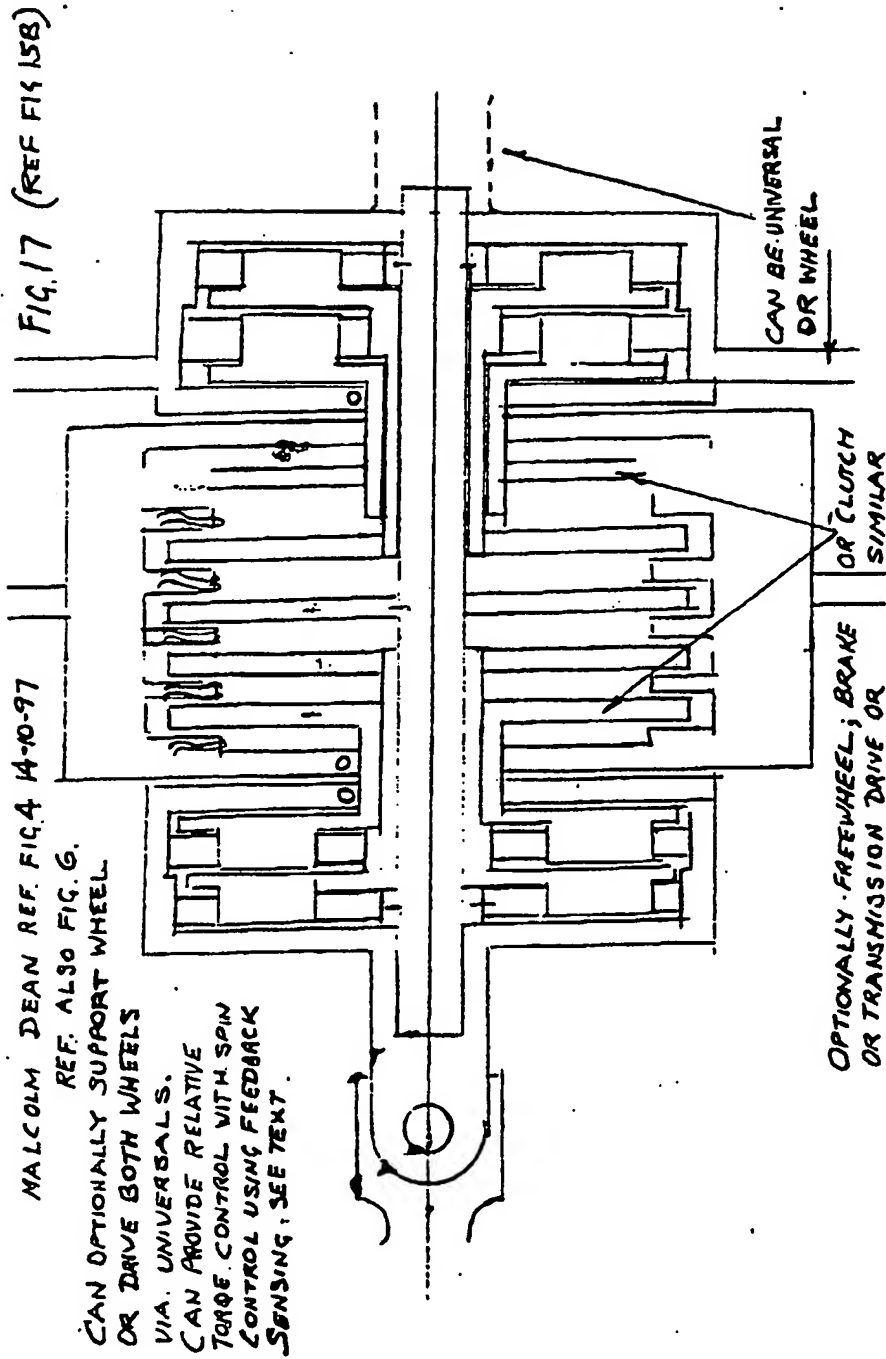 FIG.17 (REF FIG 15B)
MALCOLM DEAN REF. FIG.4 14-10-97
REF. ALSO FIG. 6.
CAN OPTIONALLY SUPPORT WHEEL
OR DRIVE BOTH WHEELS
VIA. UNIVERSALS.
CAN PROVIDE RELATIVE
TORQE. CONTROL WITH SPIN
CONTROL USING FEEDBACK
SENSING, SEE TEXT.
CAN BE UNIVERSAL
OR WHEEL
OR CLUTCH
SIMILAR
OPTIONALLY FREEWHEEL; BRAKE
OR TRANSMISSION DRIVE OR